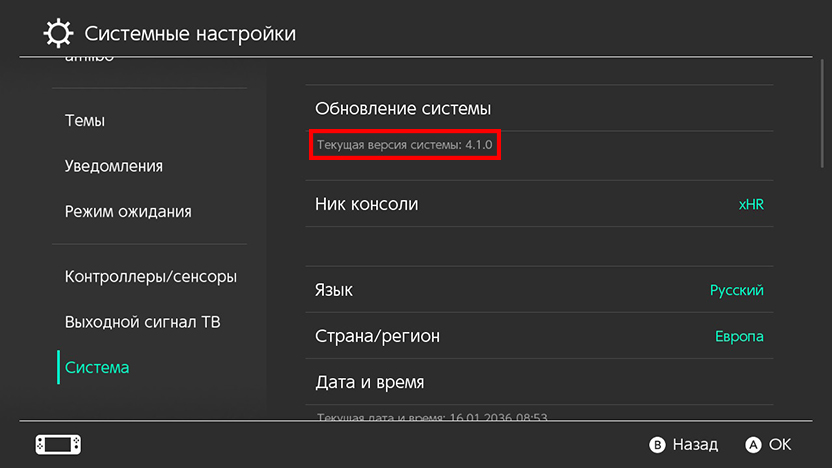 Системные настройки
amiibo
Темы
Уведомления
Режим ожидания
Контроллеры/сенсоры
Выходной сигнал ТВ
Система
Обновление системы
Текущая версия системы: 4.1.0
Ник консоли xHR
Язык Русский
Страна/регион Европа
Дата и время
Текущая дата и время: 16.01.2036 08:53
B Назад A OK